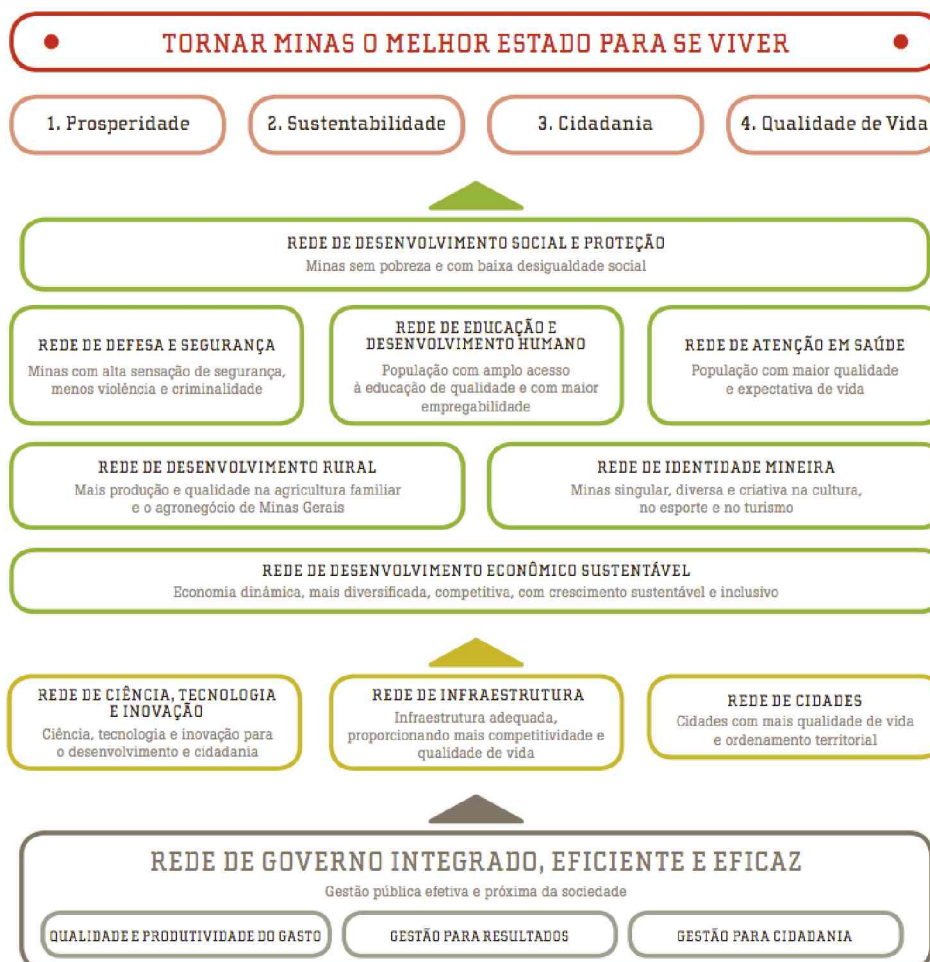 TORNAR MINAS O MELHOR ESTADO PARA SE VIVER
1. Prosperidade
2. Sustentabilidade
3. Cidadania
4. Qualidade de Vida
REDE DE DESENVOLVIMENTO SOCIAL E PROTEÇÃO
Minas sem pobreza e com baixa desigualdade social
REDE DE DEFESA E SEGURANÇA
Minas com alta sensação de segurança,
menos violência e criminalidade
REDE DE EDUCAÇÃO E
DESENVOLVIMENTO HUMANO
População com amplo acesso
à educação de qualidade e com maior
empregabilidade
REDE DE ATENÇÃO EM SAÚDE
População com maior qualidade
e expectativa de vida
REDE DE DESENVOLVIMENTO RURAL
Mais produção e qualidade na agricultura familiar
e o agronegócio de Minas Gerais
REDE DE IDENTIDADE MINEIRA
Minas singular, diversa e criativa na cultura,
no esporte e no turismo
REDE DE DESENVOLVIMENTO ECONÔMICO SUSTENTÁVEL
Economia dinâmica, mais diversificada, competitiva, com crescimento sustentável e inclusivo
REDE DE CIÊNCIA, TECNOLOGIA
E INOVAÇÃO
Ciência, tecnologia e inovação para
o desenvolvimento e cidadania
REDE DE INFRAESTRUTURA
Infraestrutura adequada,
proporcionando mais competitividade e
qualidade de vida
REDE DE CIDADES
Cidades com mais qualidade de vida
e ordenamento territorial
REDE DE GOVERNO INTEGRADO, EFICIENTE E EFICAZ
Gestão pública efetiva e próxima da sociedade
QUALIDADE E PRODUTIVIDADE DO GASTO
GESTÃO PARA RESULTADOS
GESTÃO PARA CIDADANIA